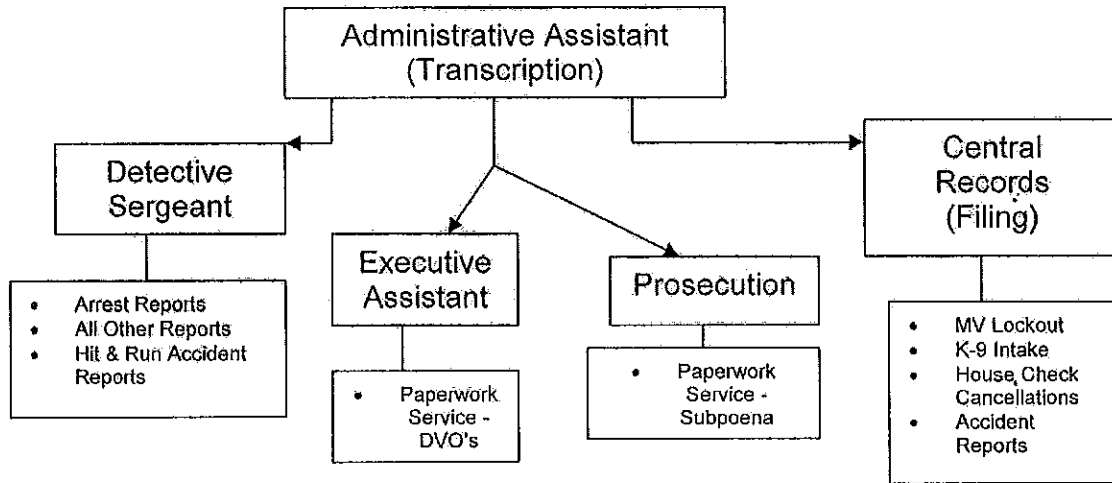 Administrative Assistant
(Transcription)
Detective
Sergeant
• Arrest Reports
• All Other Reports
• Hit & Run Accident
Reports
Executive
Assistant
• Paperwork
Service -
DVO's
Prosecution
• Paperwork
Service -
Subpoena
Central
Records
(Filing)
• MV Lockout
• K-9 Intake
• House Check
Cancellations
• Accident
Reports